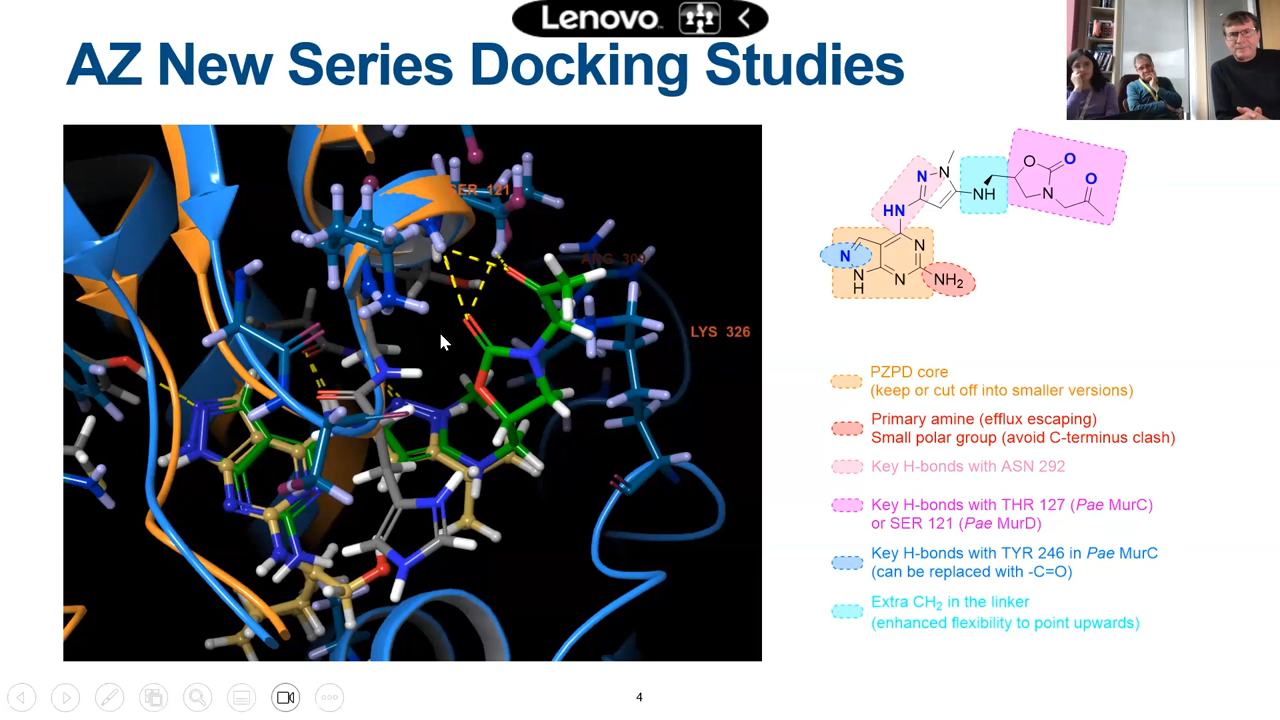 Lenovo
AZ New Series Docking Studies
SER 121
ARG 309
LYS 326
N
N
O
O
O
N
NH
HN
N
N
N
N
H
NH2
PZPD core
(keep or cut off into smaller versions)
Primary amine (efflux escaping)
Small polar group (avoid C-terminus clash)
Key H-bonds with ASN 292
Key H-bonds with THR 127 (Pae MurC)
or SER 121 (Pae MurD)
Key H-bonds with TYR 246 in Pae MurC
(can be replaced with -C=O)
Extra CH2 in the linker
(enhanced flexibility to point upwards)
4